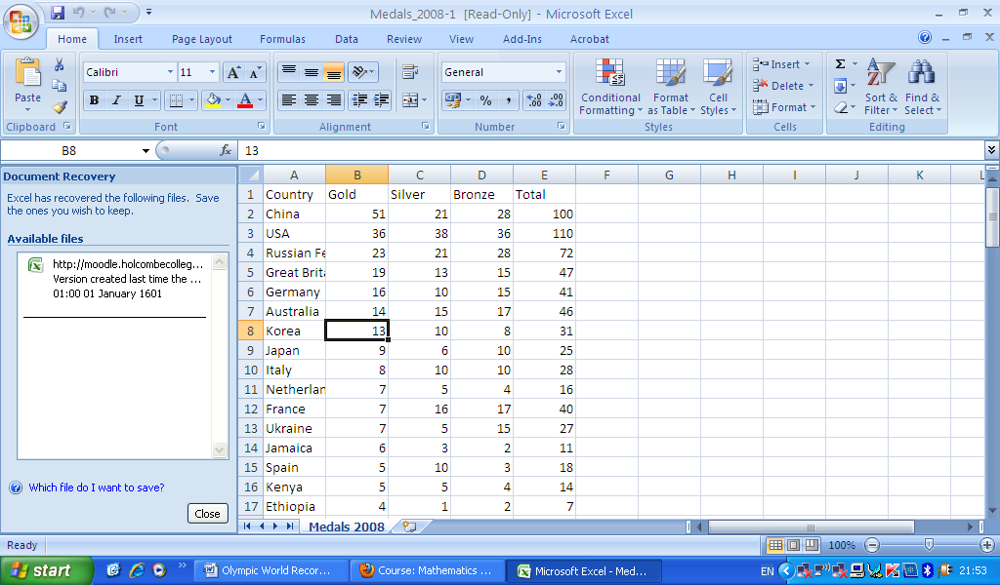 Medals_2008-1 [Read-Only] - Microsoft Excel
Home Insert Page Layout Formulas Data Review View Add-Ins Acrobat
Calibri 11 General
Paste
B I U
Conditional Formatting
Format as Table
Cell Styles
Insert
Delete
Format
Sort & Filter
Find & Select
Clipboard Font Alignment Number Styles Cells Editing
B8 fx 13
Document Recovery
Excel has recovered the following files. Save
the ones you wish to keep.
Available files
http://moodle.holcombecolleg...
Version created last time the ...
01:00 01 January 1601
Which file do I want to save?
Close
A B C D E F G H I J K L
1 Country Gold Silver Bronze Total
2 China 51 21 28 100
3 USA 36 38 36 110
4 Russian Fe 23 21 28 72
5 Great Brita 19 13 15 47
6 Germany 16 10 15 41
7 Australia 14 15 17 46
8 Korea 13 10 8 31
9 Japan 9 6 10 25
10 Italy 8 10 10 28
11 Netherlan 7 5 4 16
12 France 7 16 17 40
13 Ukraine 7 5 15 27
14 Jamaica 6 3 2 11
15 Spain 5 10 3 18
16 Kenya 5 5 4 14
17 Ethiopia 4 1 2 7
Medals 2008
Ready 100%
start Olympic World Recor... Course: Mathematics ... Microsoft Excel - Med... EN 21:53